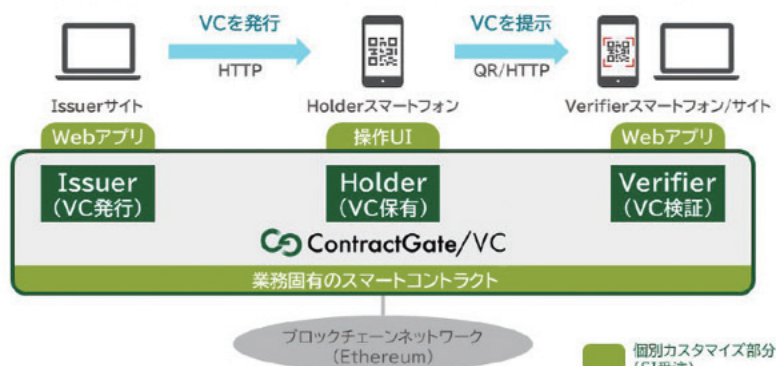 VCを発行
VCを提示
HTTP
QR/HTTP
Issuerサイト
Holderスマートフォン
Verifierスマートフォン/サイト
Webアプリ
操作UI
Webアプリ
Issuer
(VC発行)
Holder
(VC保有)
Verifier
(VC検証)
ContractGate/VC
業務固有のスマートコントラクト
ブロックチェーンネットワーク
(Ethereum)
個別カスタマイズ部分